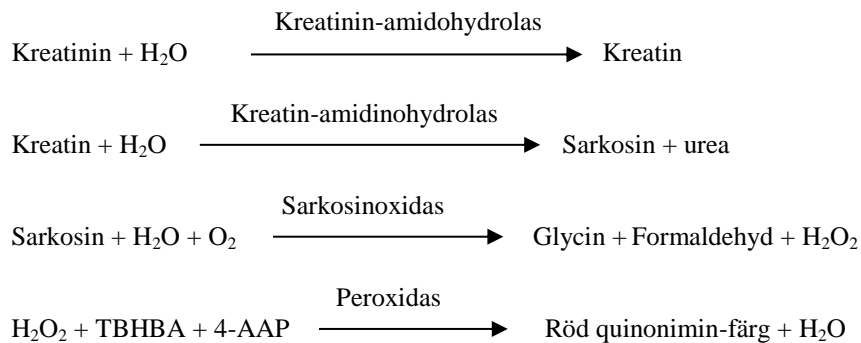 Kreatinin-amidohydrolas
Kreatinin + H₂O Kreatin
Kreatin-amidinohydrolas
Kreatin + H₂O Sarkosin + urea
Sarkosinoxidas
Sarkosin + H₂O + O₂ Glycin + Formaldehyd + H₂O₂
Peroxidas
H₂O₂ + TBHBA + 4-AAP Röd quinonimin-färg + H₂O